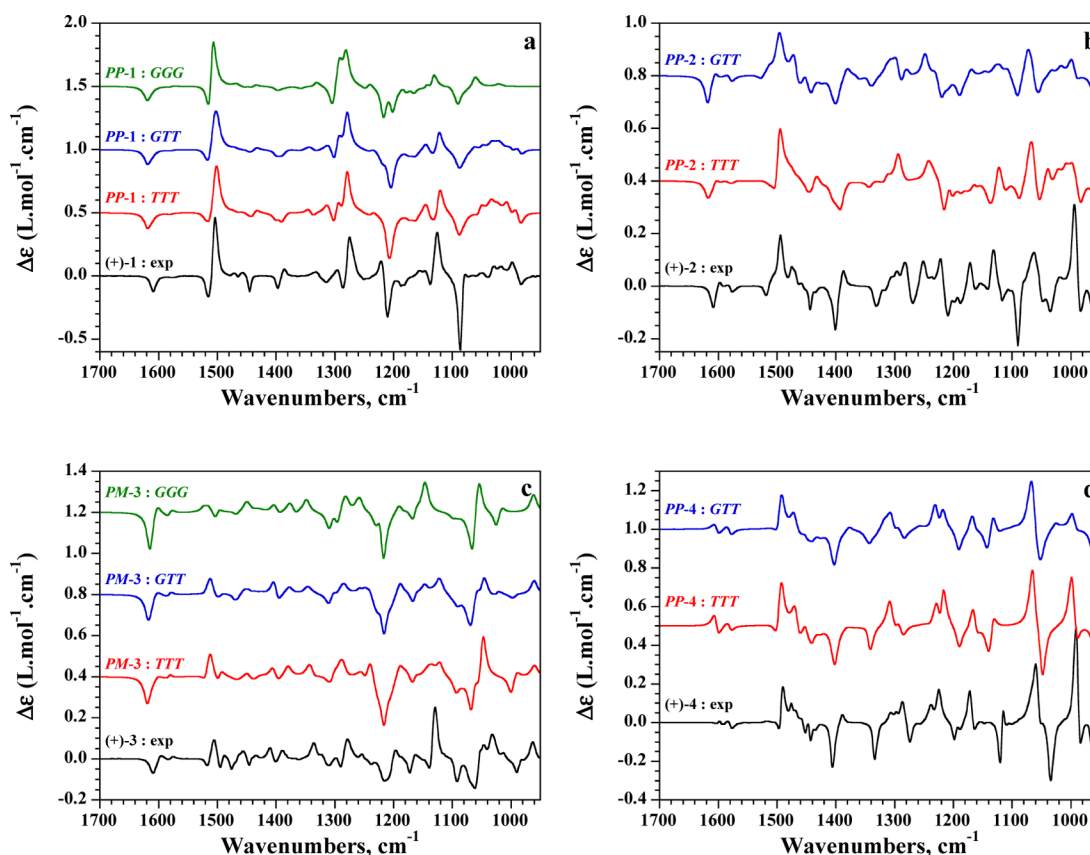 2.0
1.5
1.0
0.5
0.0
-0.5
Δε (L.mol⁻¹.cm⁻¹)
a
PP-1 : GGG
PP-1 : GTT
PP-1 : TTT
(+)-1 : exp
1700 1600 1500 1400 1300 1200 1100 1000
Wavenumbers, cm⁻¹
1.0
0.8
0.6
0.4
0.2
0.0
-0.2
Δε (L.mol⁻¹.cm⁻¹)
PP-2 : GTT
PP-2 : TTT
(+)-2 : exp
1700 1600 1500 1400 1300 1200 1100 1000
Wavenumbers, cm⁻¹
1.4
1.2
1.0
0.8
0.6
0.4
0.2
0.0
-0.2
Δε (L.mol⁻¹.cm⁻¹)
c
PM-3 : GGG
PM-3 : GTT
PM-3 : TTT
(+)-3 : exp
1700 1600 1500 1400 1300 1200 1100 1000
Wavenumbers, cm⁻¹
1.2
1.0
0.8
0.6
0.4
0.2
0.0
-0.2
-0.4
Δε (L.mol⁻¹.cm⁻¹)
PP-4 : GTT
PP-4 : TTT
(+)-4 : exp
1700 1600 1500 1400 1300 1200 1100 1000
Wavenumbers, cm⁻¹